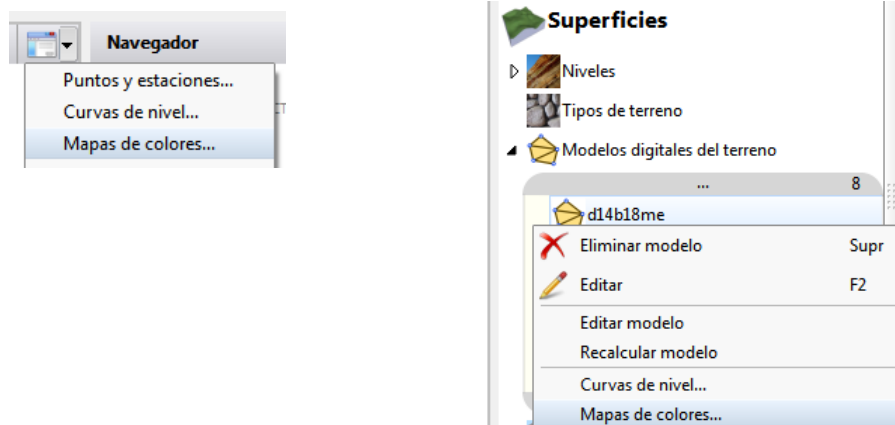 Navegador
Puntos y estaciones...
Curvas de nivel...
Mapas de colores...
Superficies
Niveles
Tipos de terreno
Modelos digitales del terreno
... 8
d14b18me
Eliminar modelo Supr
Editar F2
Editar modelo
Recalcular modelo
Curvas de nivel...
Mapas de colores...